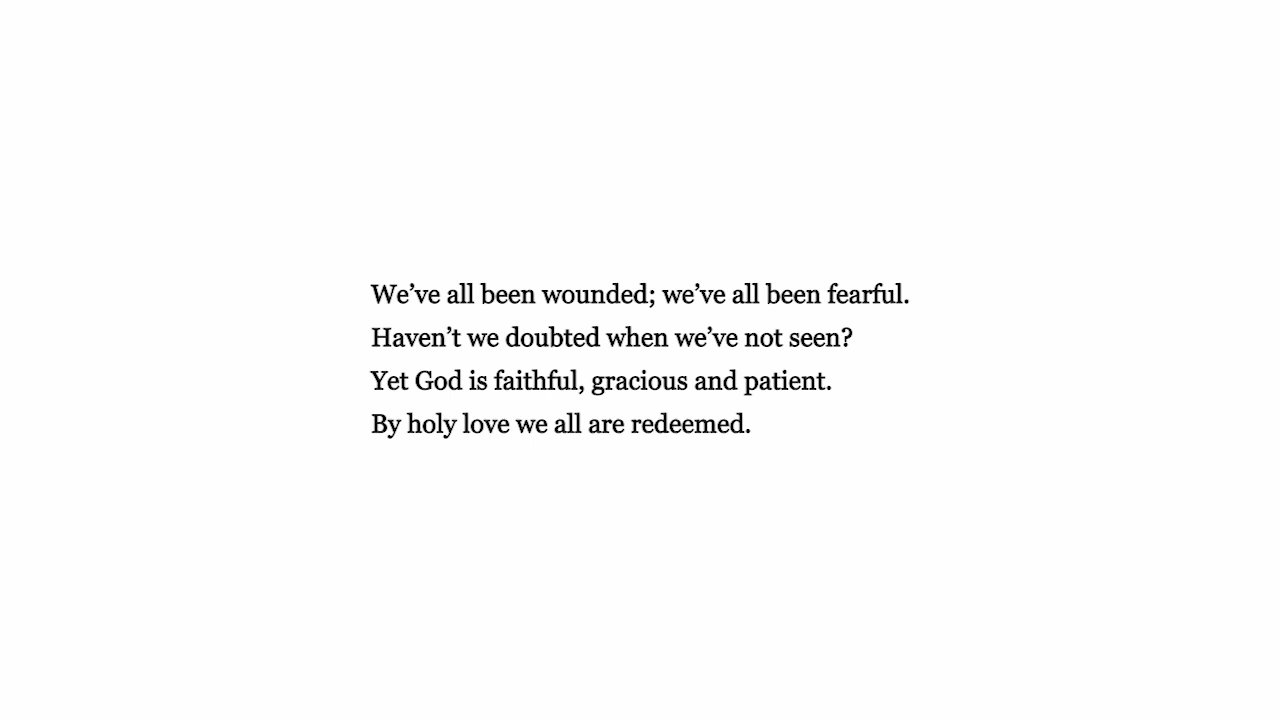 We’ve all been wounded; we’ve all been fearful.
Haven’t we doubted when we’ve not seen?
Yet God is faithful, gracious and patient.
By holy love we all are redeemed.